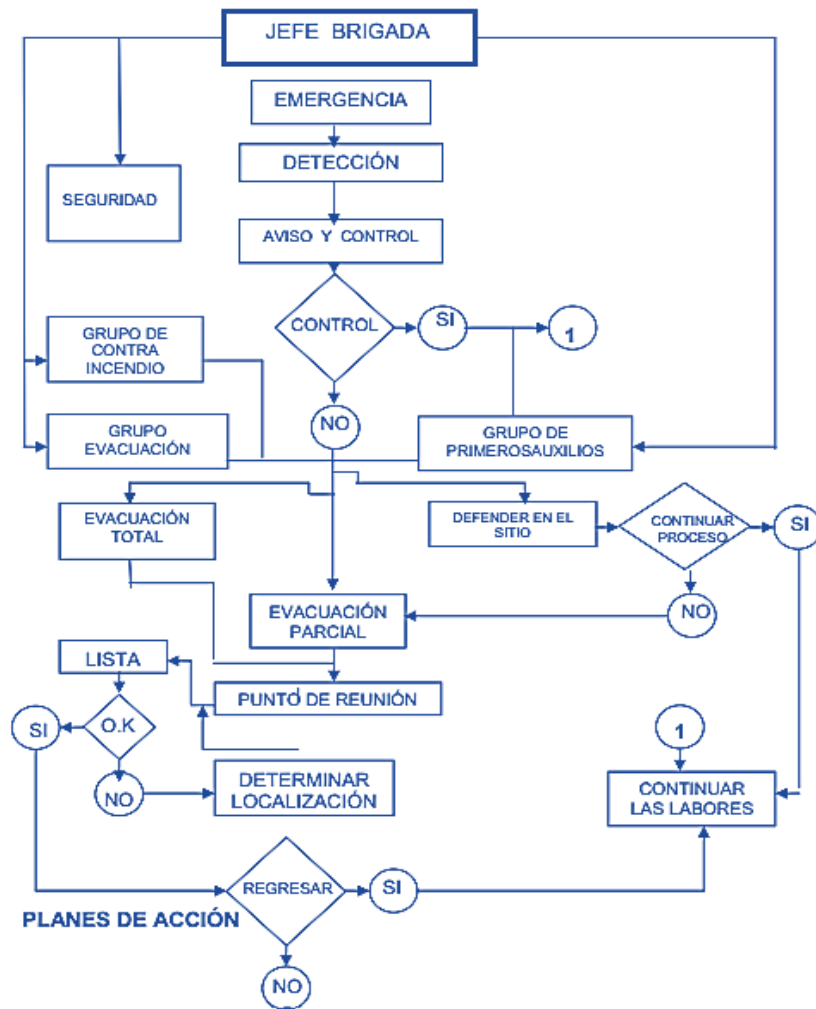 JEFE BRIGADA
EMERGENCIA
DETECCIÓN
SEGURIDAD
AVISO Y CONTROL
CONTROL
SI
1
GRUPO DE
CONTRA
INCENDIO
NO
GRUPO
EVACUACIÓN
GRUPO DE
PRIMEROSAUXILIOS
EVACUACIÓN
TOTAL
DEFENDER EN EL
SITIO
CONTINUAR
PROCESO
SI
NO
EVACUACIÓN
PARCIAL
LISTA
PUNTO DE REUNIÓN
O.K
SI
NO
DETERMINAR
LOCALIZACIÓN
1
CONTINUAR
LAS LABORES
REGRESAR
SI
PLANES DE ACCIÓN
NO